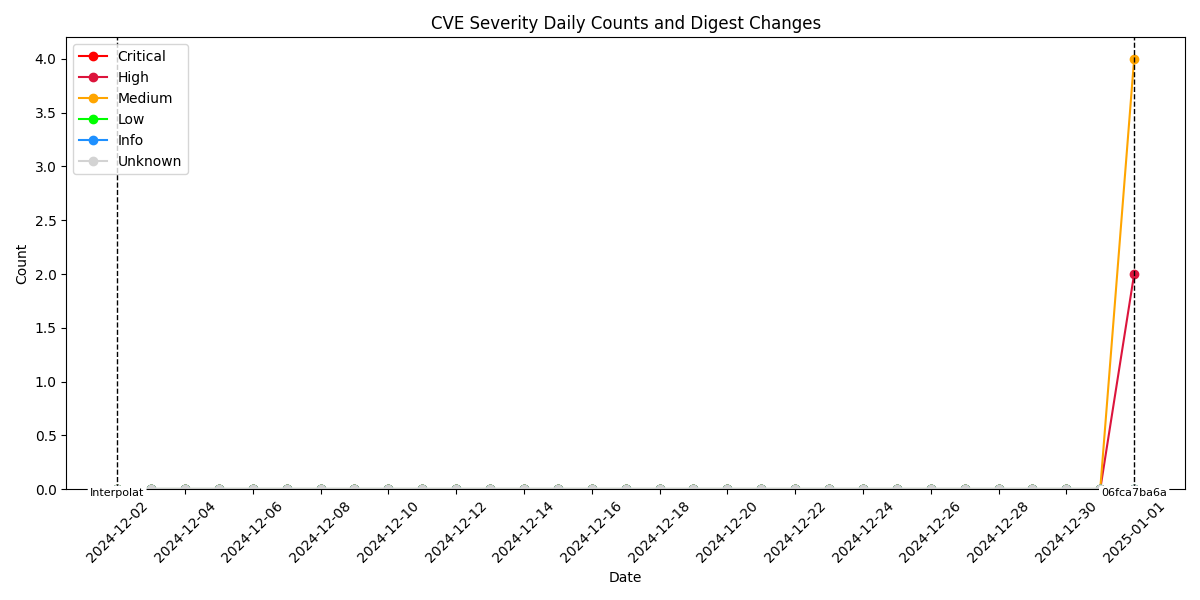 CVE Severity Daily Counts and Digest Changes
Critical
High
Medium
Low
Info
Unknown
4.0
3.5
3.0
2.5
2.0
1.5
1.0
0.5
0.0
Count
Interpolat
06fca7ba6a
2024-12-02
2024-12-04
2024-12-06
2024-12-08
2024-12-10
2024-12-12
2024-12-14
2024-12-16
2024-12-18
2024-12-20
2024-12-22
2024-12-24
2024-12-26
2024-12-28
2024-12-30
2025-01-01
Date